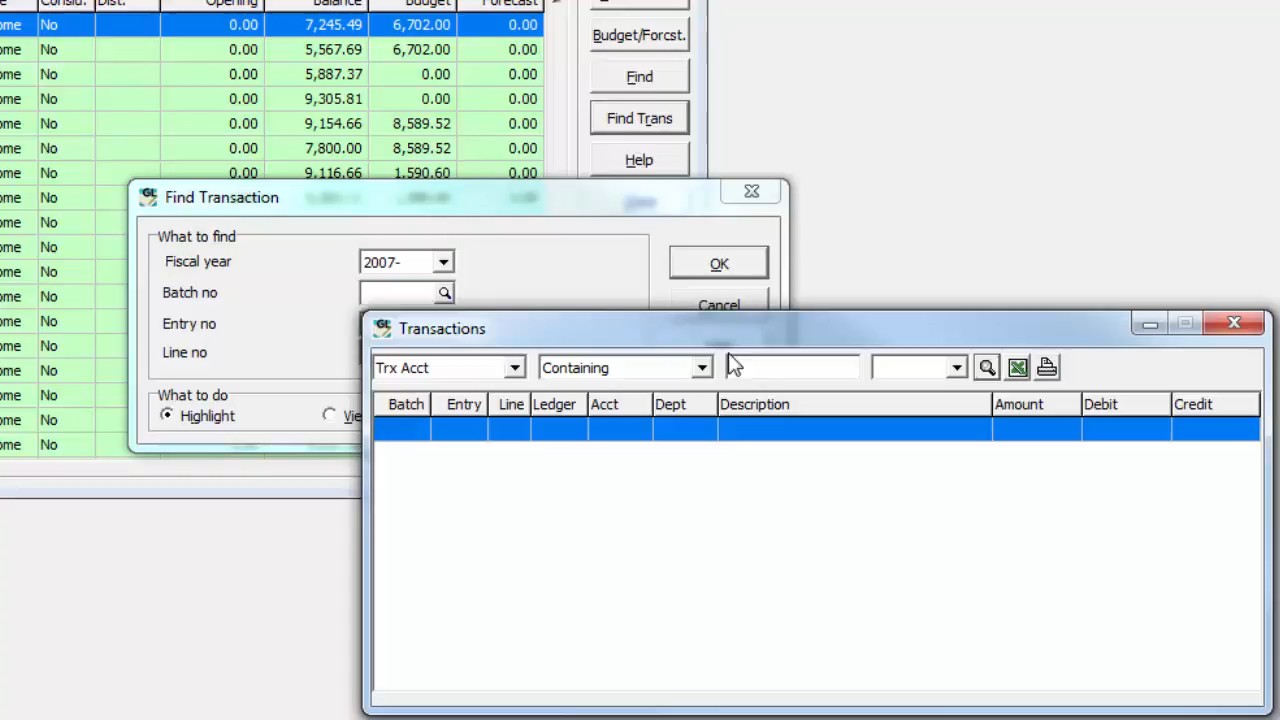 Consld. Dist. Opening Balance Budget Forecast
ome No 0.00 7,245.49 6,702.00 0.00
ome No 0.00 5,567.69 6,702.00 0.00
ome No 0.00 5,887.37 0.00 0.00
ome No 0.00 9,305.81 0.00 0.00
ome No 0.00 9,154.66 8,589.52 0.00
ome No 0.00 7,800.00 8,589.52 0.00
ome No 0.00 9,116.66 1,590.60 0.00
ome No
ome No
ome No
ome No
ome No
ome No
ome No
ome No
ome No
ome No
ome No
Budget/Forcst.
Find
Find Trans
Help
Find Transaction
What to find
Fiscal year 2007-
Batch no
Entry no
Line no
What to do
Highlight Vie
OK
Cancel
Transactions
Trx Acct Containing
Batch Entry Line Ledger Acct Dept Description Amount Debit Credit